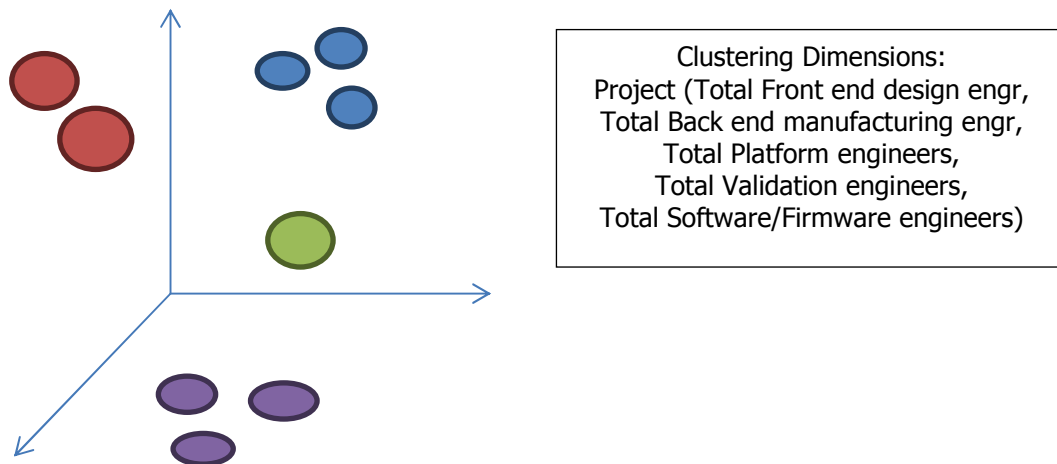 Clustering Dimensions:
Project (Total Front end design engr,
Total Back end manufacturing engr,
Total Platform engineers,
Total Validation engineers,
Total Software/Firmware engineers)